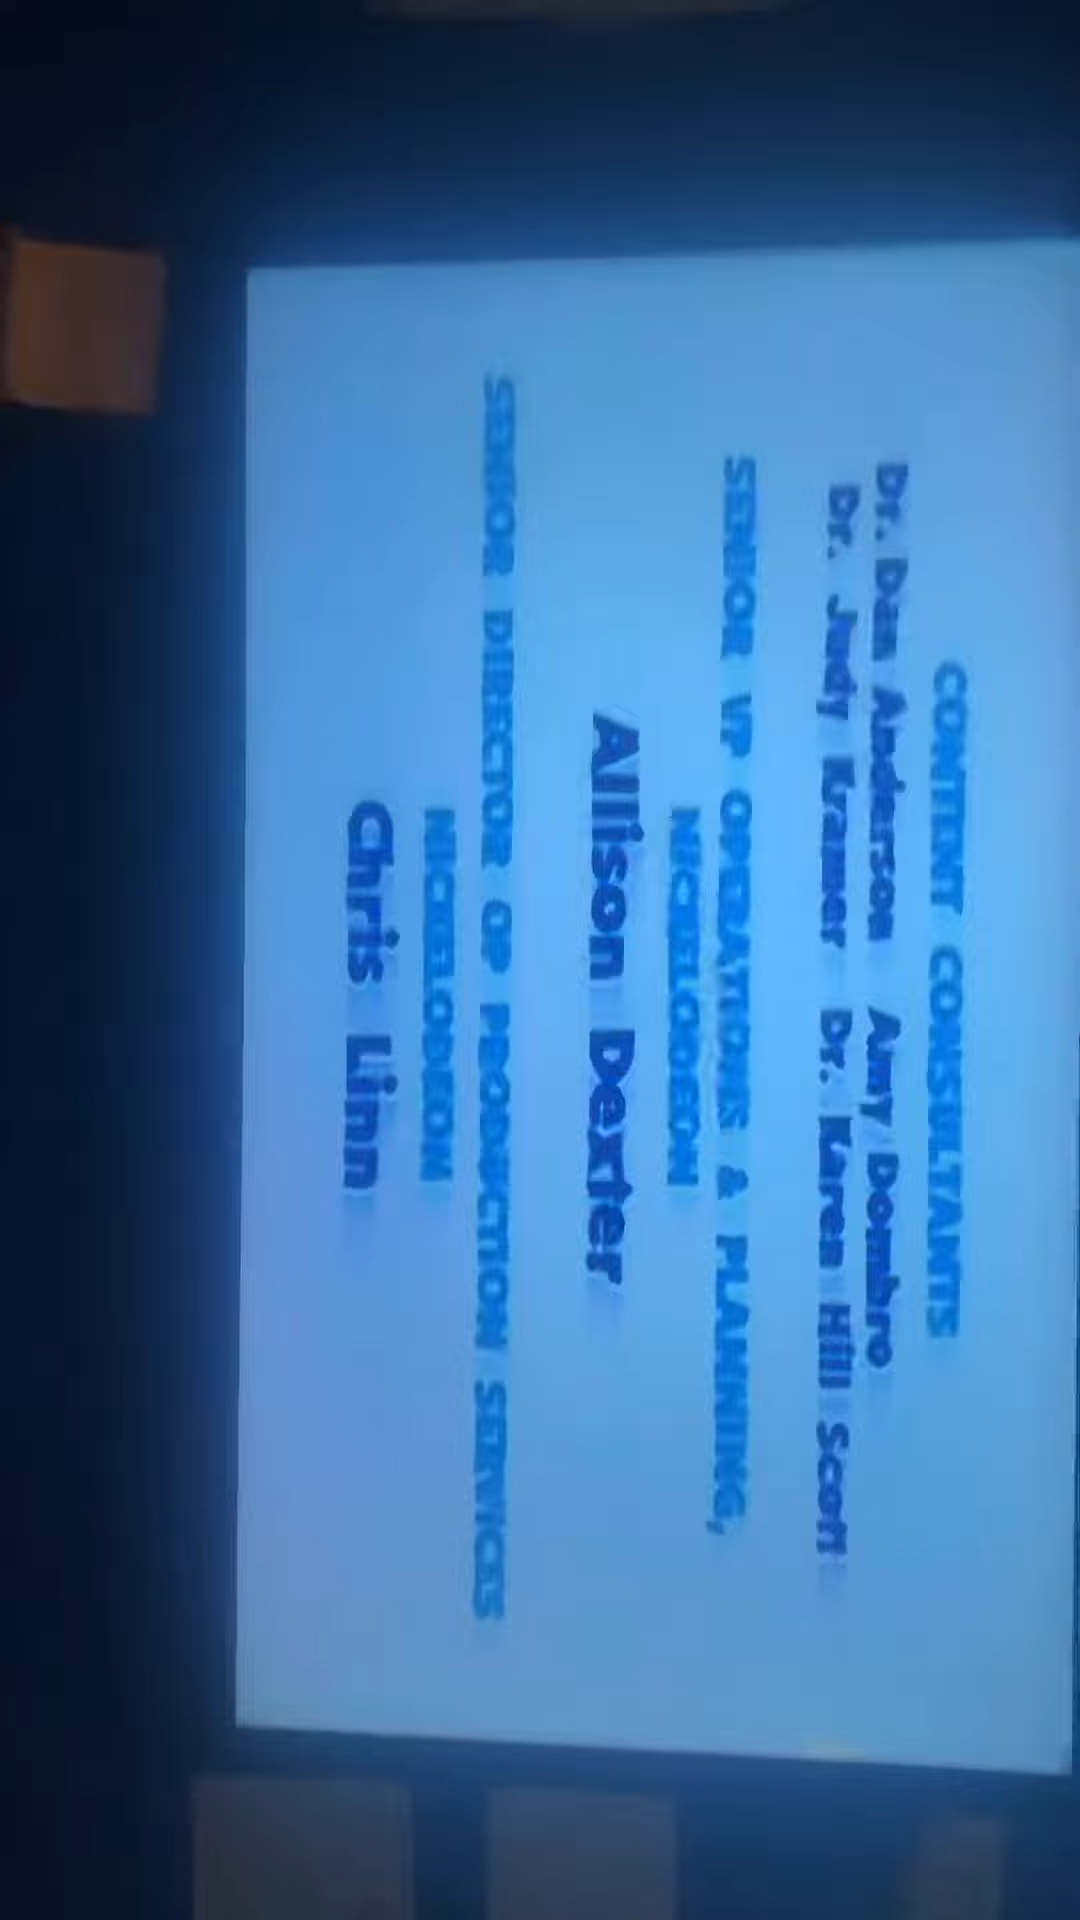 CONTENT CONSULTANTS
Dr. Dan Anderson Amy Dombro
Dr. Judy Kramer Dr. Karen Hill Scott
SENIOR VP OPERATIONS & PLANNING,
NICKELODEON
Allison Dexter
SENIOR DIRECTOR OF PRODUCTION SERVICES
NICKELODEON
Chris Linn